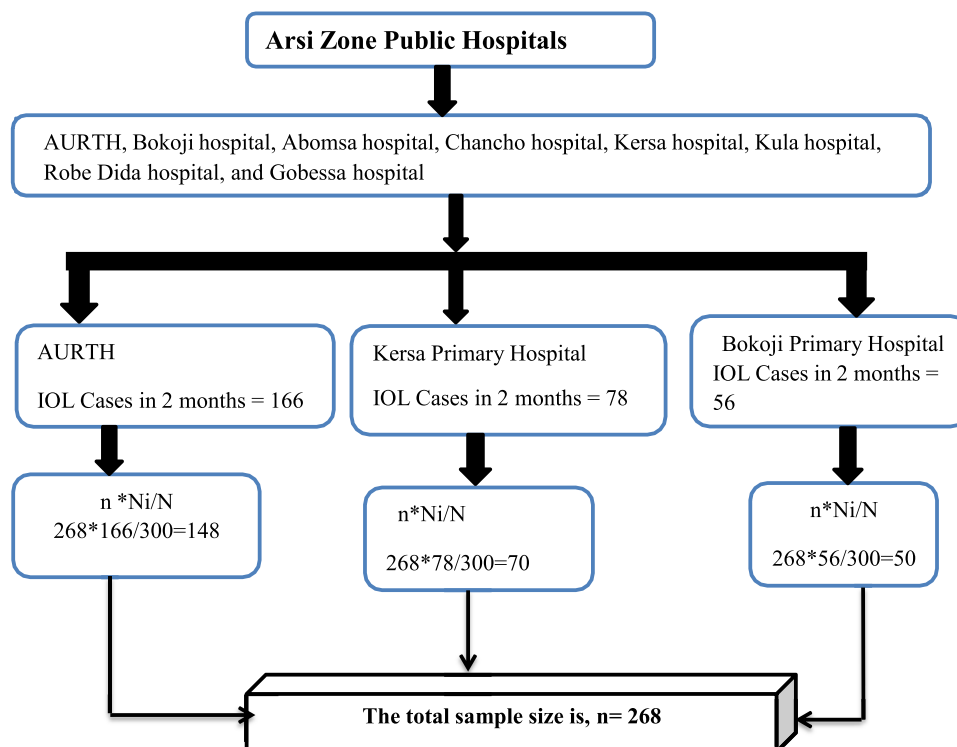 Arsi Zone Public Hospitals
AURTH, Bokoji hospital, Abomsa hospital, Chancho hospital, Kersa hospital, Kula hospital,
Robe Dida hospital, and Gobessa hospital
AURTH
IOL Cases in 2 months = 166
Kersa Primary Hospital
IOL Cases in 2 months = 78
Bokoji Primary Hospital
IOL Cases in 2 months =
56
n *Ni/N
268*166/300=148
n*Ni/N
268*78/300=70
n*Ni/N
268*56/300=50
The total sample size is, n= 268